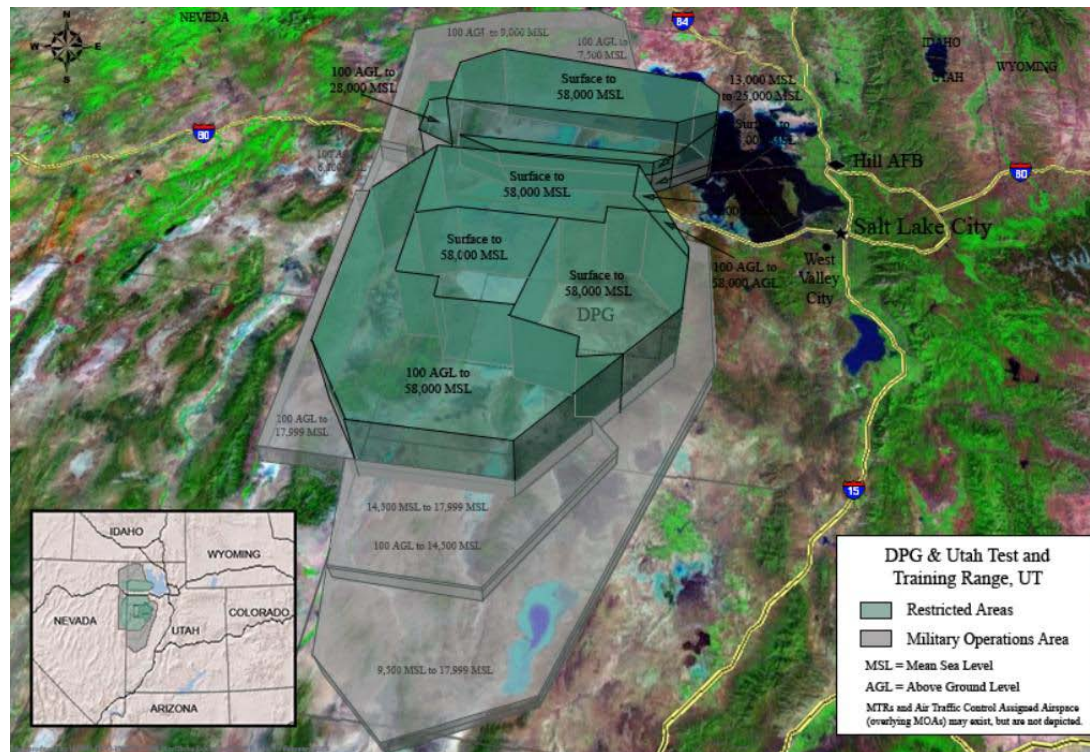 N
W
E
S
NEVADA
84
100 AGL to 9,000 MSL
100 AGL to
7,500 MSL
IDAHO
UTAH
WYOMING
100 AGL to
28,000 MSL
Surface to
58,000 MSL
13,000 MSL
to 25,000 MSL
Surface to
80
80
100 AGL
Surface to
58,000 MSL
Hill AFB
Salt Lake City
West
Valley
City
Surface to
58,000 MSL
Surface to
58,000 MSL
DPG
100 AGL to
58,000 AGL
100 AGL to
58,000 MSL
100 AGL to
17,999 MSL
14,500 MSL to 17,999 MSL
100 AGL to 14,500 MSL
9,500 MSL to 17,999 MSL
15
IDAHO
WYOMING
NEVADA
UTAH
COLORADO
ARIZONA
DPG & Utah Test and
Training Range, UT
Restricted Areas
Military Operations Area
MSL = Mean Sea Level
AGL = Above Ground Level
MTRs and Air Traffic Control Assigned Airspace
(overlying MOAs) may exist, but are not depicted.